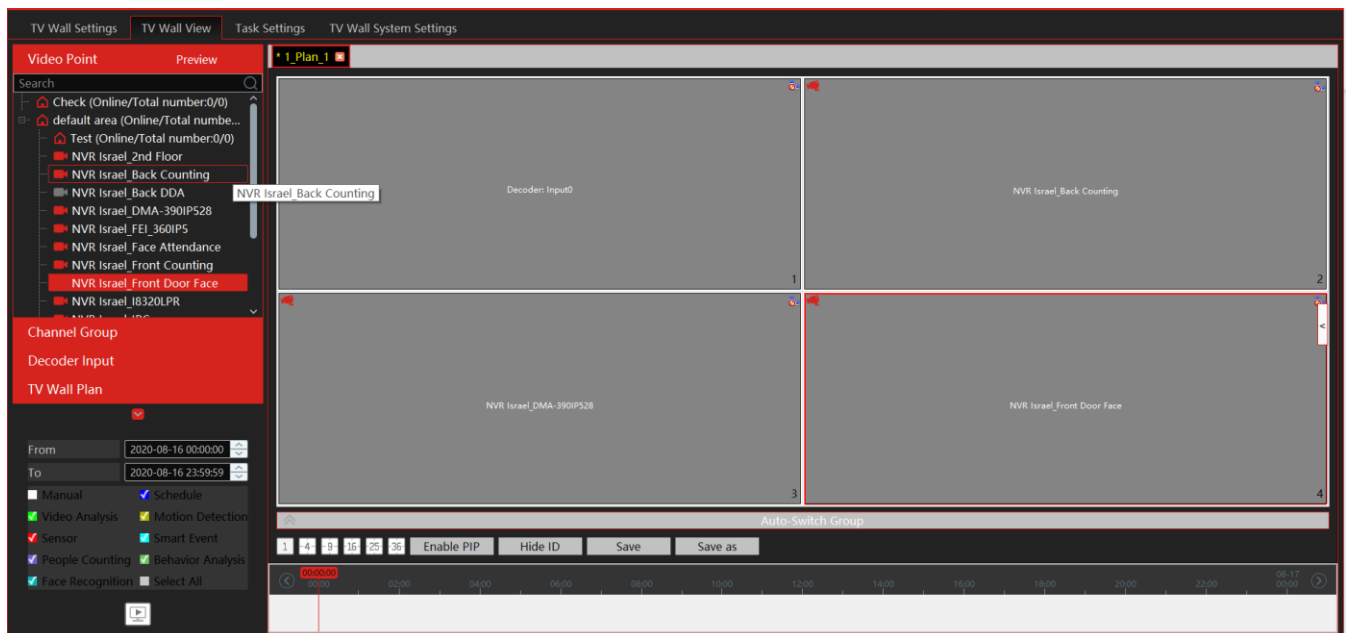 TV Wall Settings TV Wall View Task Settings TV Wall System Settings
Video Point Preview
* 1_Plan_1
Search
Check (Online/Total number:0/0)
default area (Online/Total numbe...
Test (Online/Total number:0/0)
NVR Israel_2nd Floor
NVR Israel_Back Counting
NVR Israel_Back DDA
NVR Israel_Back Counting
NVR Israel_DMA-390IP528
NVR Israel_FEI_360IP5
NVR Israel_Face Attendance
NVR Israel_Front Counting
NVR Israel_Front Door Face
NVR Israel_I8320LPR
Channel Group
Decoder Input
TV Wall Plan
From 2020-08-16 00:00:00
To 2020-08-16 23:59:59
Manual Schedule
Video Analysis Motion Detection
Sensor Smart Event
People Counting Behavior Analysis
Face Recognition Select All
Decoder: Input0
1
NVR Israel_Back Counting
2
NVR Israel_DMA-390IP528
3
NVR Israel_Front Door Face
4
<
Auto-Switch Group
1 4 9 16 25 36 Enable PIP Hide ID Save Save as
00:00:00
08-17
00:00 02:00 04:00 06:00 08:00 10:00 12:00 14:00 16:00 18:00 20:00 22:00 00:00